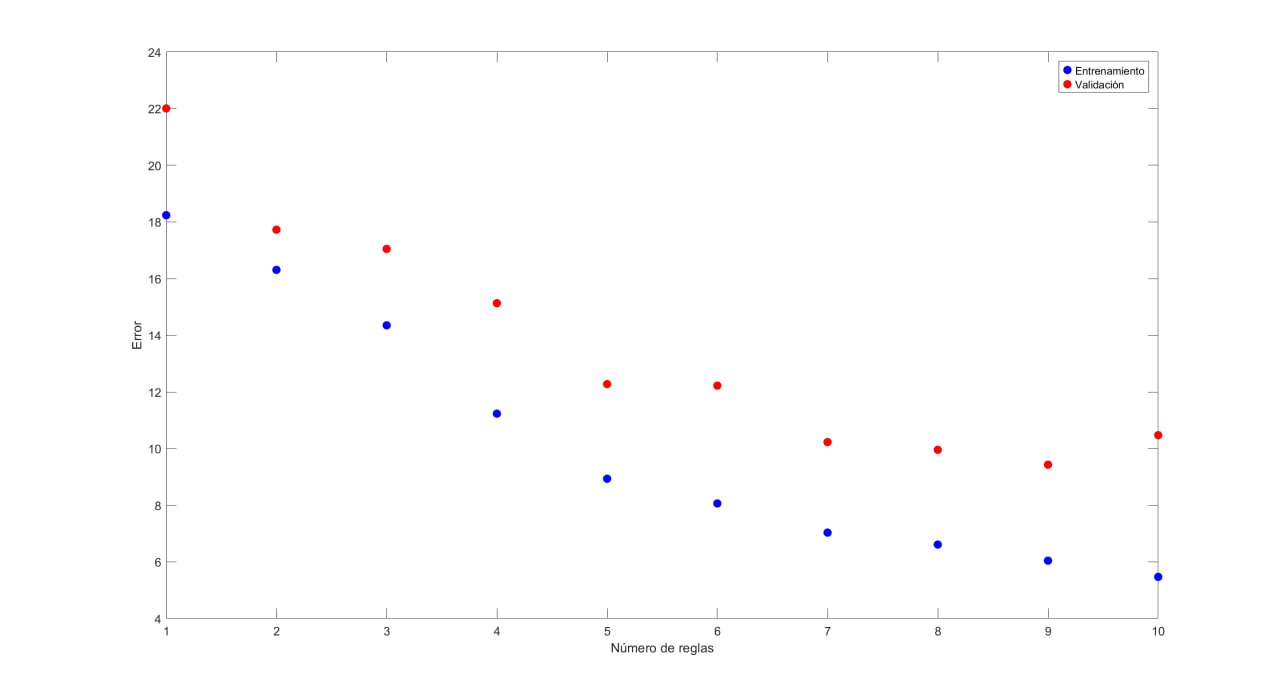 24
22
20
18
16
14
12
10
8
6
4
Error
1 2 3 4 5 6 7 8 9 10
Número de reglas
Entrenamiento
Validación